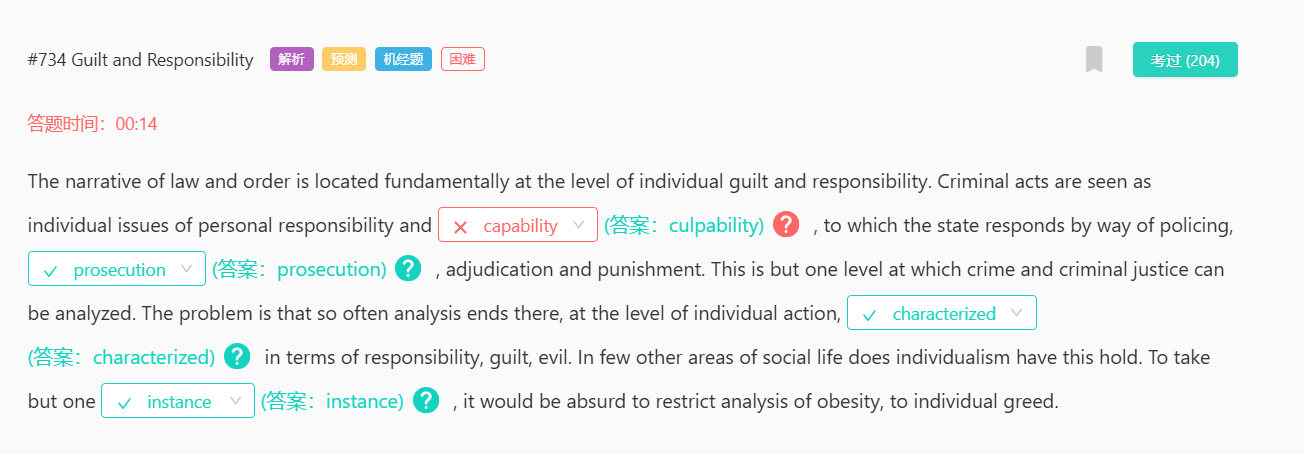 #734 Guilt and Responsibility 解析 预测 机经题 困难 考过 (204)
答题时间：00:14
The narrative of law and order is located fundamentally at the level of individual guilt and responsibility. Criminal acts are seen as
individual issues of personal responsibility and × capability (答案：culpability) ? , to which the state responds by way of policing,
✓ prosecution (答案：prosecution) ? , adjudication and punishment. This is but one level at which crime and criminal justice can
be analyzed. The problem is that so often analysis ends there, at the level of individual action, ✓ characterized
(答案：characterized) ? in terms of responsibility, guilt, evil. In few other areas of social life does individualism have this hold. To take
but one ✓ instance (答案：instance) ? , it would be absurd to restrict analysis of obesity, to individual greed.